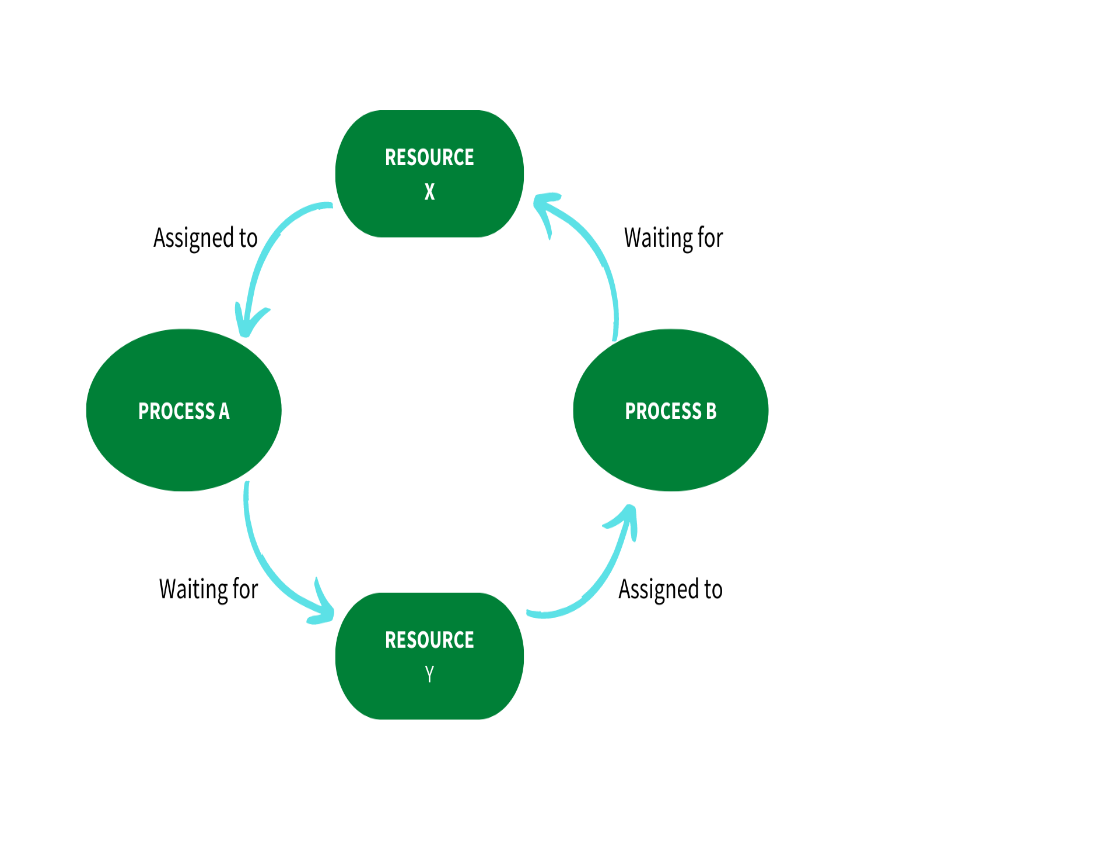 RESOURCE
X
Assigned to
Waiting for
PROCESS A
PROCESS B
Waiting for
Assigned to
RESOURCE
Y